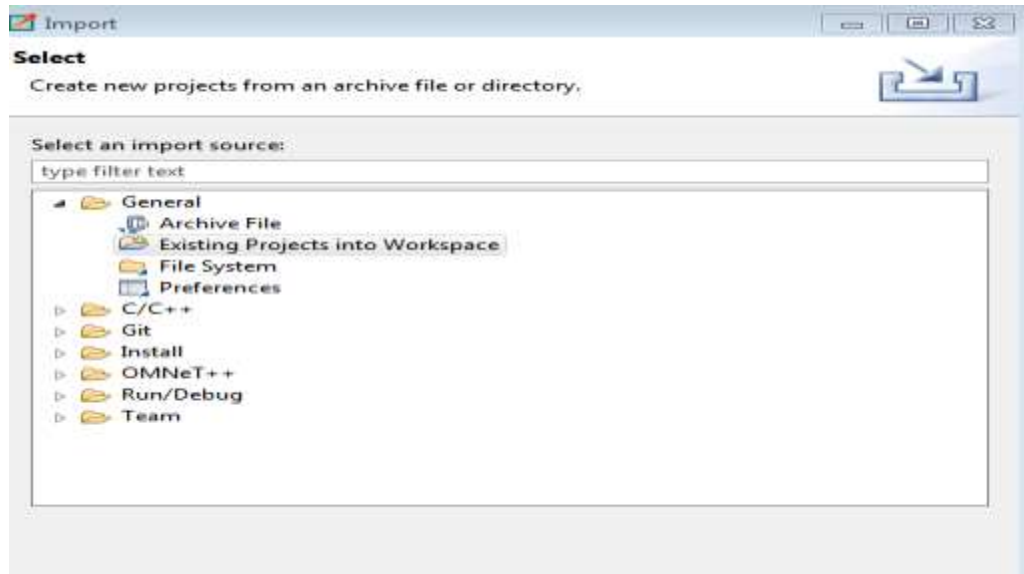 Import
Select
Create new projects from an archive file or directory.
Select an import source:
type filter text
General
Archive File
Existing Projects into Workspace
File System
Preferences
C/C++
Git
Install
OMNeT++
Run/Debug
Team